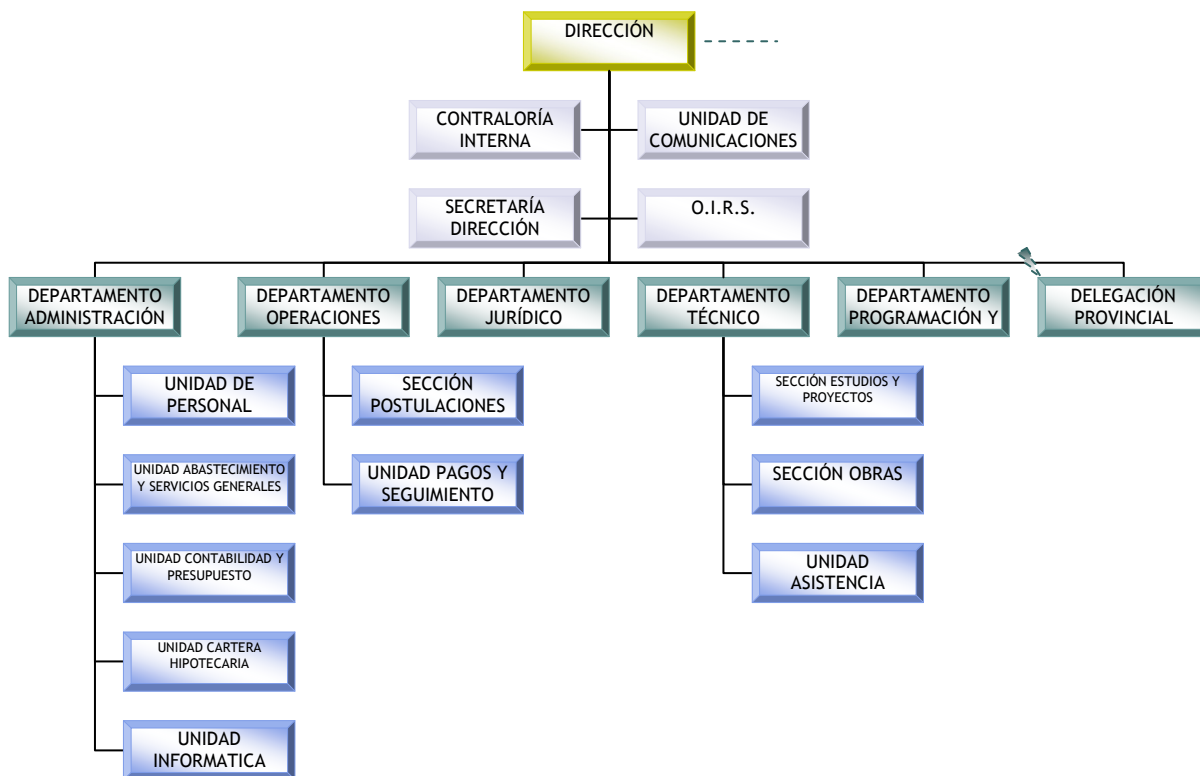 DIRECCIÓN
CONTRALORÍA
INTERNA
UNIDAD DE
COMUNICACIONES
SECRETARÍA
DIRECCIÓN
O.I.R.S.
DEPARTAMENTO
ADMINISTRACIÓN
DEPARTAMENTO
OPERACIONES
DEPARTAMENTO
JURÍDICO
DEPARTAMENTO
TÉCNICO
DEPARTAMENTO
PROGRAMACIÓN Y
DELEGACIÓN
PROVINCIAL
UNIDAD DE
PERSONAL
SECCIÓN
POSTULACIONES
SECCIÓN ESTUDIOS Y
PROYECTOS
UNIDAD ABASTECIMIENTO
Y SERVICIOS GENERALES
UNIDAD PAGOS Y
SEGUIMIENTO
SECCIÓN OBRAS
UNIDAD CONTABILIDAD Y
PRESUPUESTO
UNIDAD
ASISTENCIA
UNIDAD CARTERA
HIPOTECARIA
UNIDAD
INFORMATICA